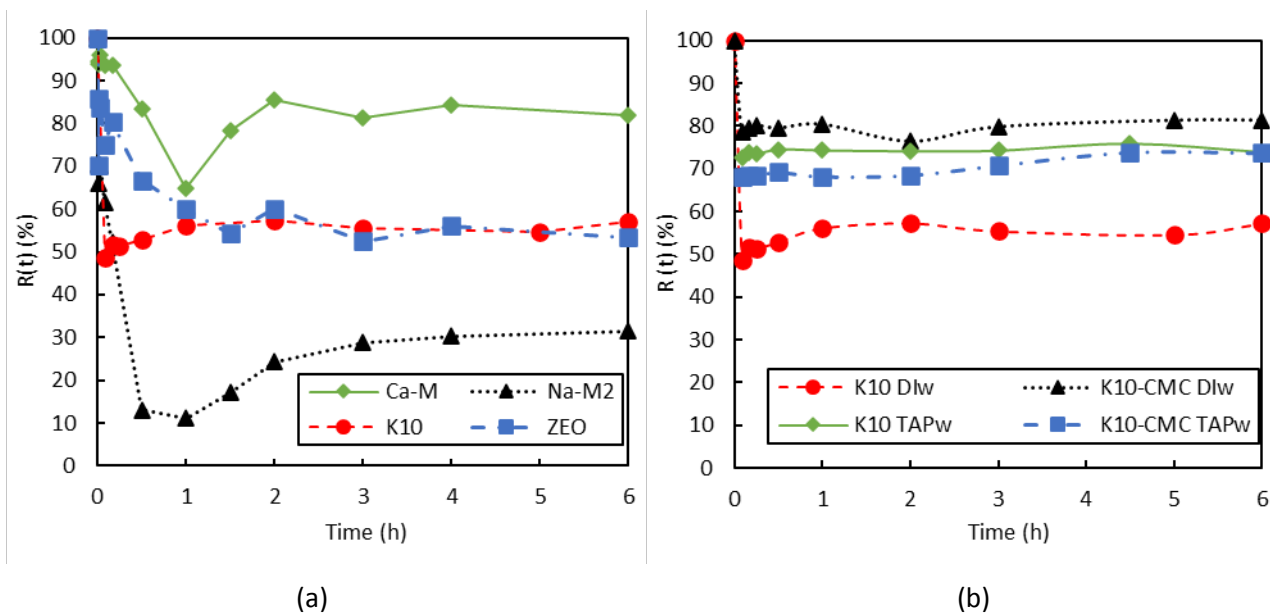 R(t) (%)
100
90
80
70
60
50
40
30
20
10
0
Ca-M
Na-M2
K10
ZEO
0 1 2 3 4 5 6
Time (h)
(a)
R (t) (%)
100
90
80
70
60
50
40
30
20
10
0
K10 DIw
K10-CMC DIw
K10 TAPw
K10-CMC TAPw
0 1 2 3 4 5 6
Time (h)
(b)